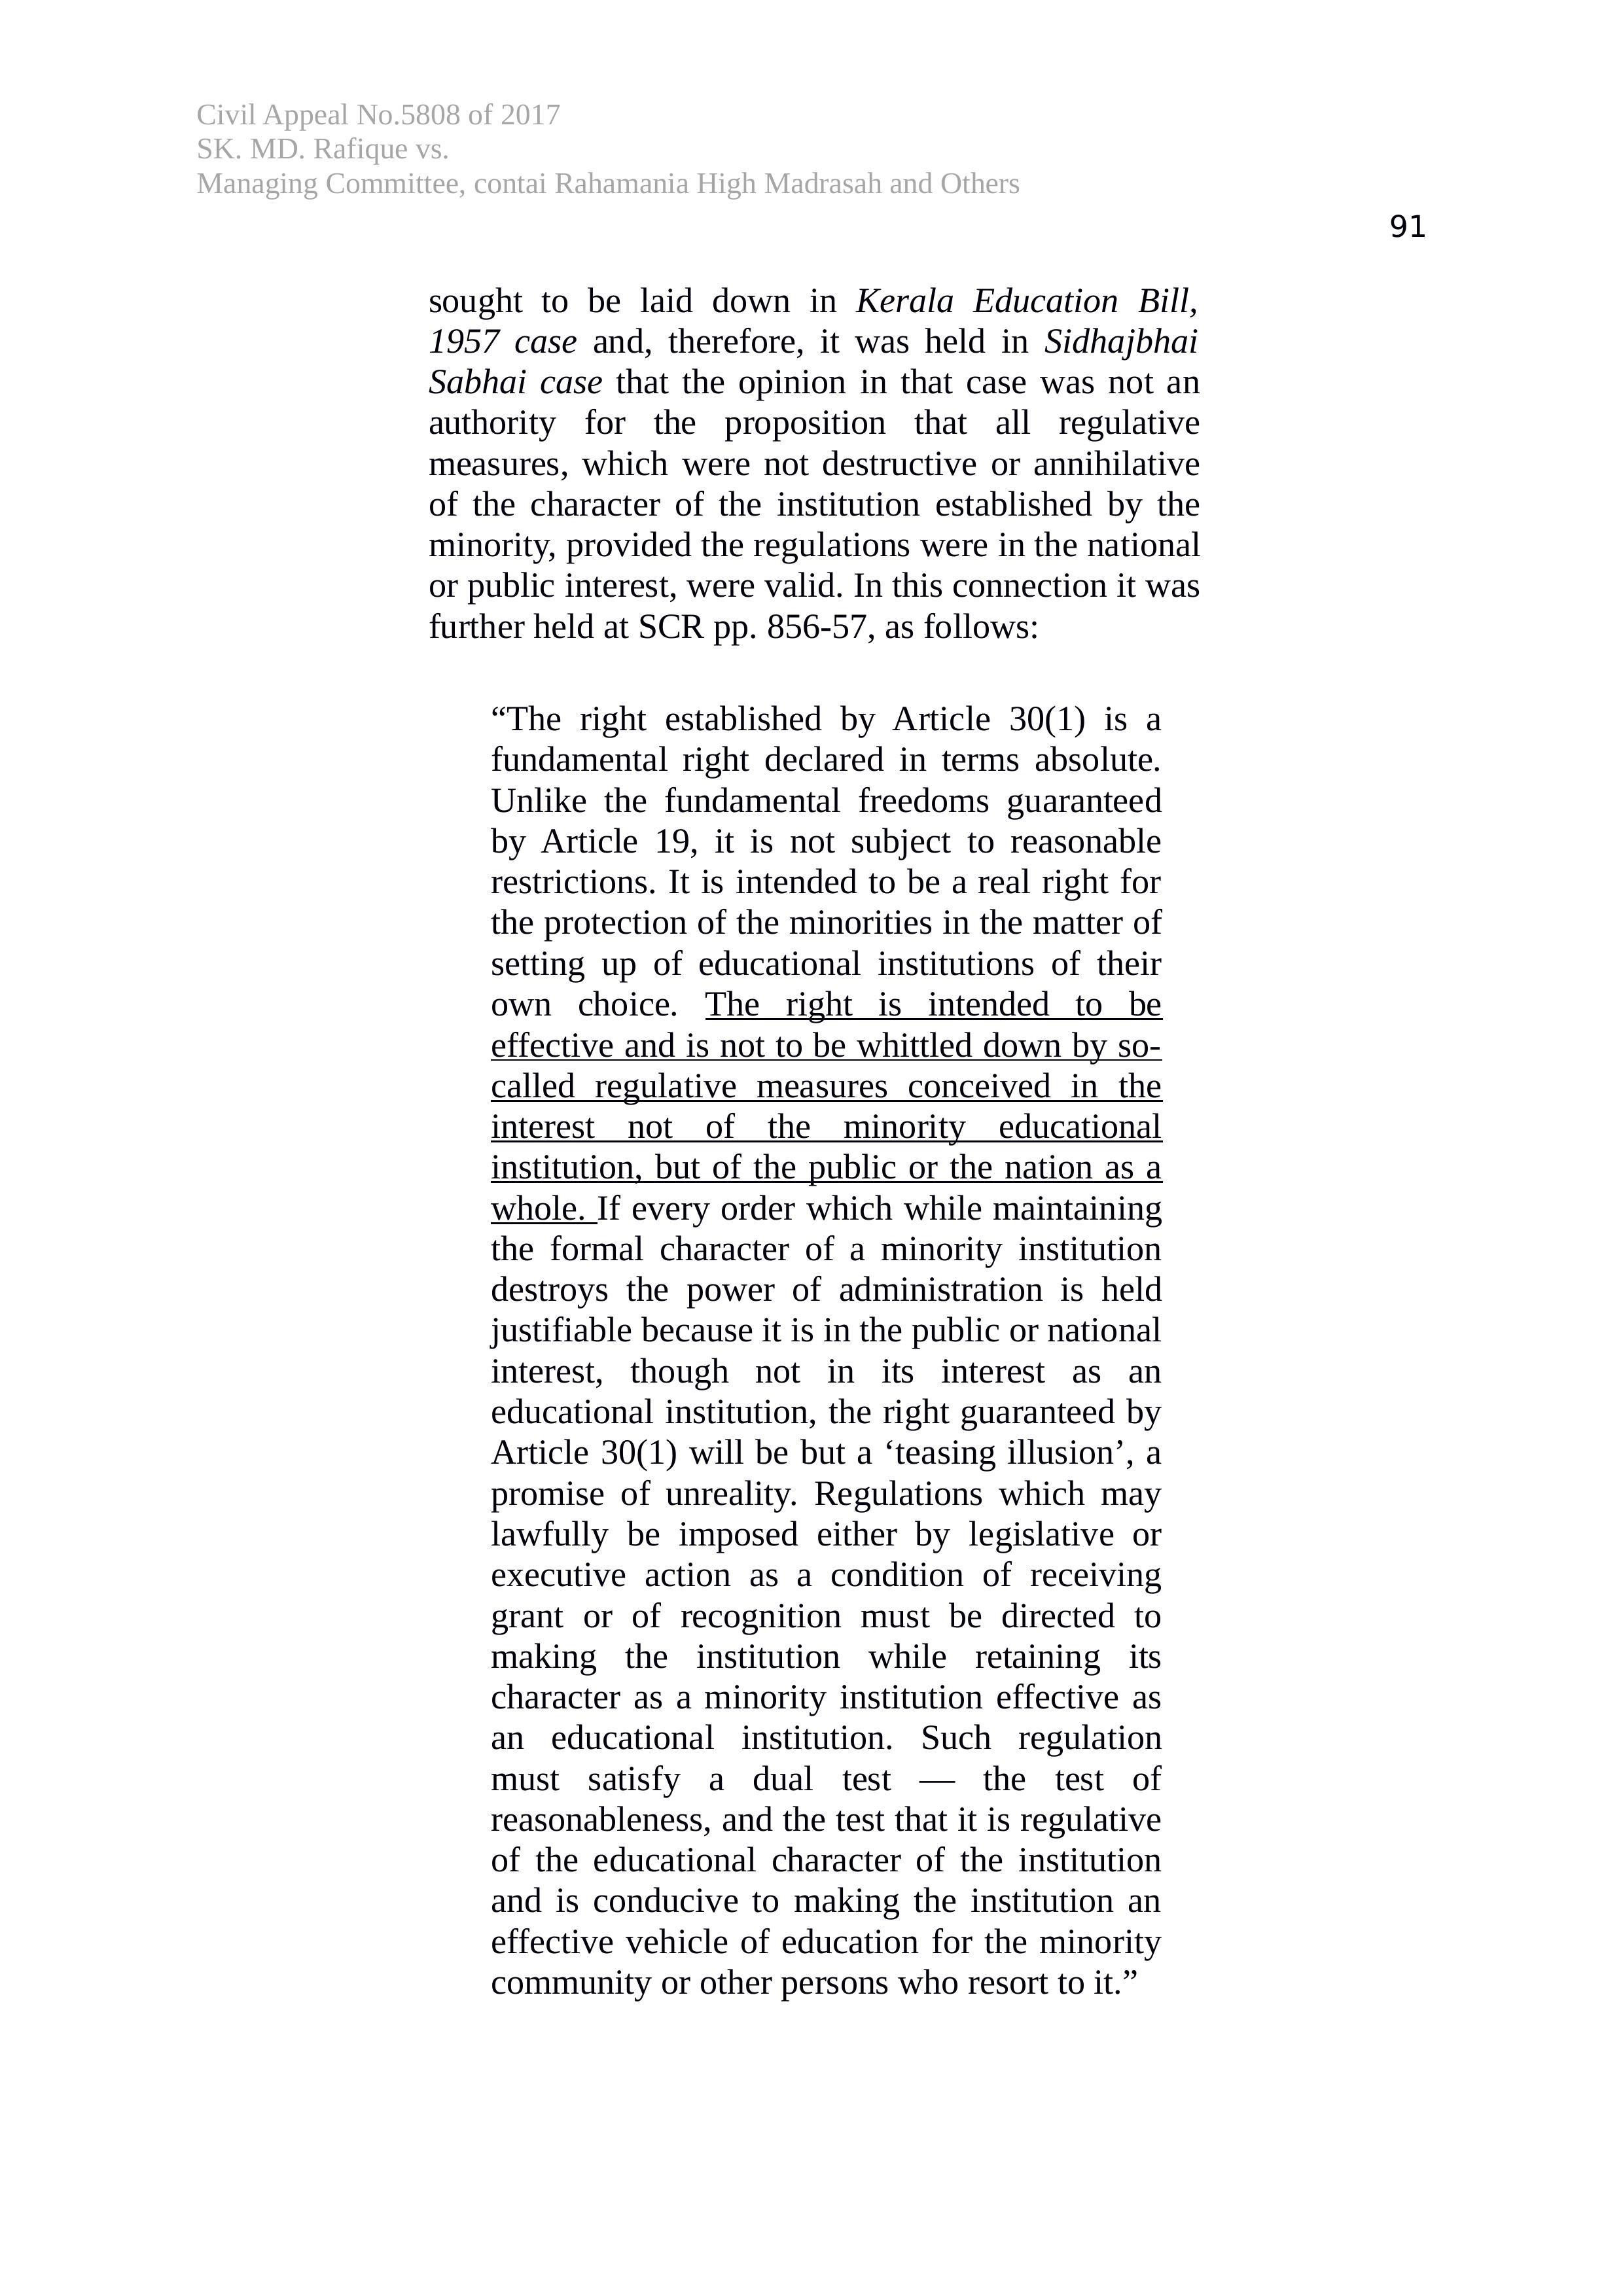 Civil Appeal No.5808 of 2017
SK. MD. Rafique vs.
Managing Committee, contai Rahamania High Madrasah and Others
91
sought to be laid down in Kerala Education Bill,
1957 case and, therefore, it was held in Sidhajbhai
Sabhai case that the opinion in that case was not an
authority for the proposition that all regulative
measures, which were not destructive or annihilative
of the character of the institution established by the
minority, provided the regulations were in the national
or public interest, were valid. In this connection it was
further held at SCR pp. 856-57, as follows:
“The right established by Article 30(1) is a
fundamental right declared in terms absolute.
Unlike the fundamental freedoms guaranteed
by Article 19, it is not subject to reasonable
restrictions. It is intended to be a real right for
the protection of the minorities in the matter of
setting up of educational institutions of their
own choice. The right is intended to be
effective and is not to be whittled down by so-
called regulative measures conceived in the
interest not of the minority educational
institution, but of the public or the nation as a
whole. If every order which while maintaining
the formal character of a minority institution
destroys the power of administration is held
justifiable because it is in the public or national
interest, though not in its interest as an
educational institution, the right guaranteed by
Article 30(1) will be but a ‘teasing illusion’, a
promise of unreality. Regulations which may
lawfully be imposed either by legislative or
executive action as a condition of receiving
grant or of recognition must be directed to
making the institution while retaining its
character as a minority institution effective as
an educational institution. Such regulation
must satisfy a dual test — the test of
reasonableness, and the test that it is regulative
of the educational character of the institution
and is conducive to making the institution an
effective vehicle of education for the minority
community or other persons who resort to it.”